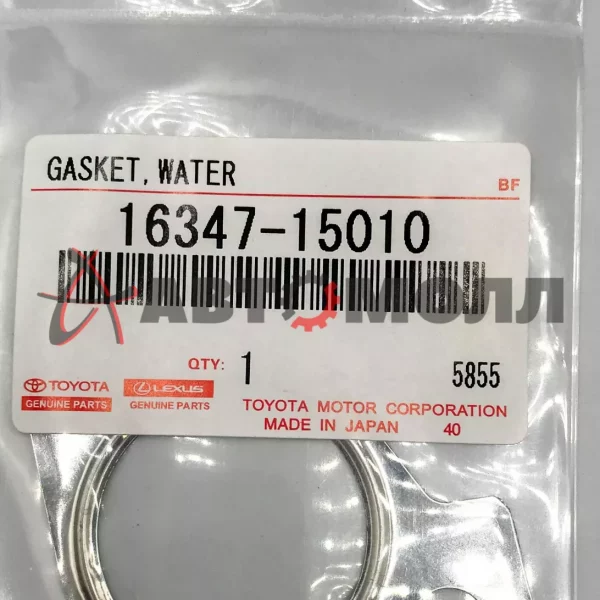 GASKET,WATER
BF
16347-15010
АВТОМОЛЛ
QTY: 1 5855
TOYOTA LEXUS
GENUINE PARTS GENUINE PARTS
TOYOTA MOTOR CORPORATION
MADE IN JAPAN 40